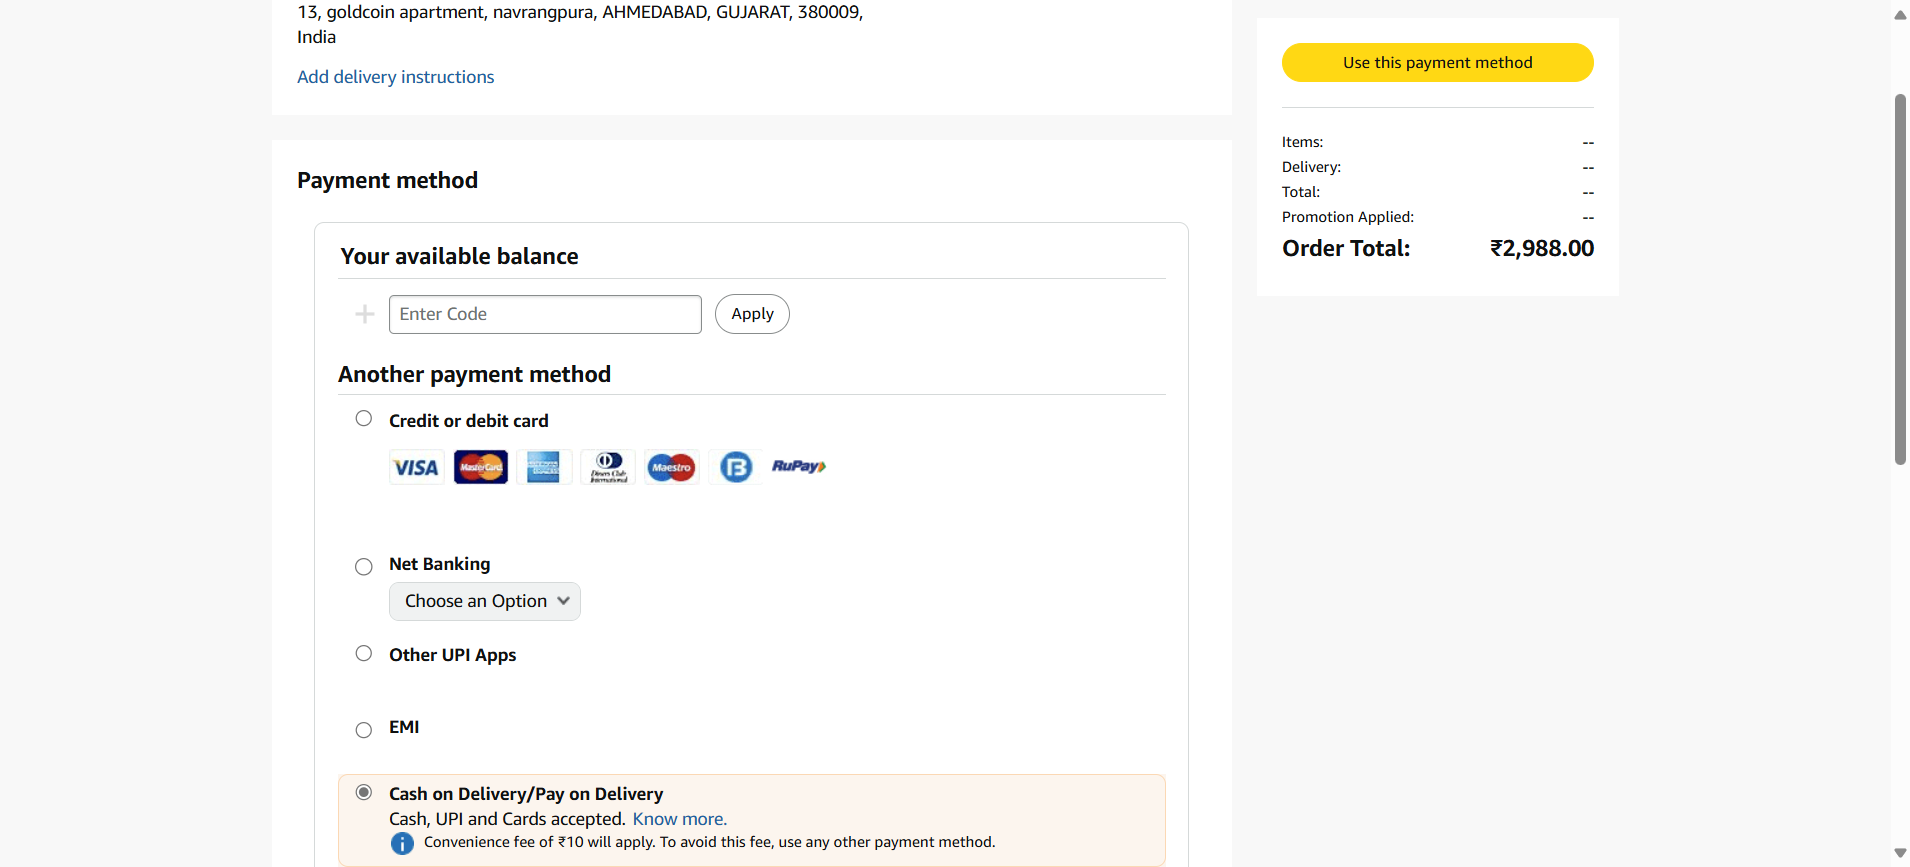 13, goldcoin apartment, navrangpura, AHMEDABAD, GUJARAT, 380009,
India
Add delivery instructions
Payment method
Your available balance
Enter Code
Apply
Another payment method
Credit or debit card
VISA MasterCard Diners Club International Maestro RuPay
Net Banking
Choose an Option
Other UPI Apps
EMI
Cash on Delivery/Pay on Delivery
Cash, UPI and Cards accepted. Know more.
Convenience fee of ₹10 will apply. To avoid this fee, use any other payment method.
Use this payment method
Items: --
Delivery: --
Total: --
Promotion Applied: --
Order Total: ₹2,988.00